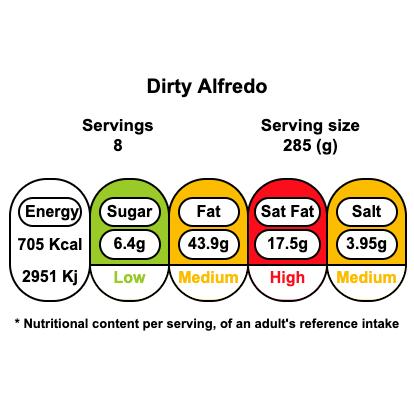 Dirty Alfredo
Servings Serving size
8 285 (g)
Energy Sugar Fat Sat Fat Salt
705 Kcal 6.4g 43.9g 17.5g 3.95g
2951 Kj Low Medium High Medium
* Nutritional content per serving, of an adult's reference intake